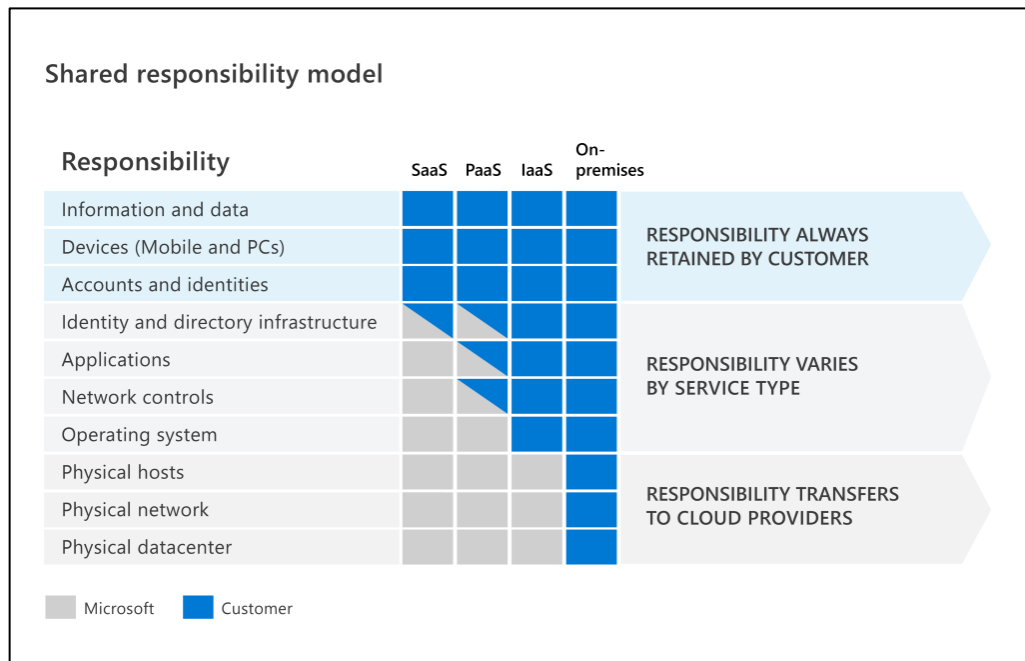 Shared responsibility model
Responsibility
SaaS PaaS IaaS On-
premises
Information and data
Devices (Mobile and PCs)
Accounts and identities
RESPONSIBILITY ALWAYS
RETAINED BY CUSTOMER
Identity and directory infrastructure
Applications
Network controls
Operating system
RESPONSIBILITY VARIES
BY SERVICE TYPE
Physical hosts
Physical network
Physical datacenter
RESPONSIBILITY TRANSFERS
TO CLOUD PROVIDERS
Microsoft Customer